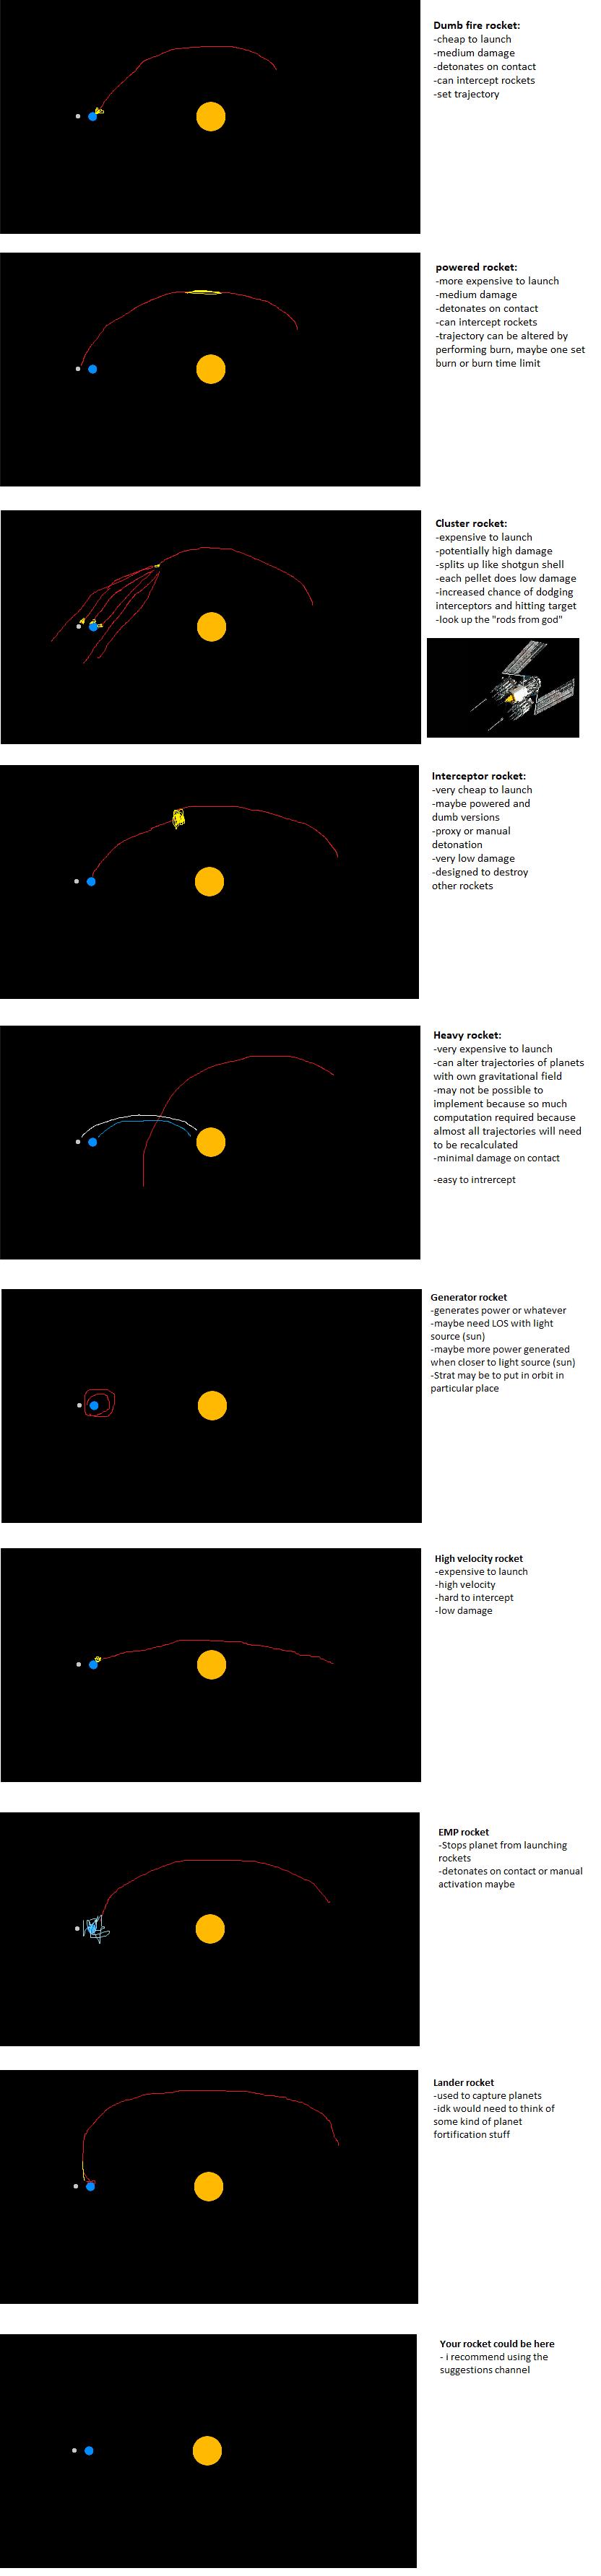 Dumb fire rocket:
-cheap to launch
-medium damage
-detonates on contact
-can intercept rockets
-set trajectory
powered rocket:
-more expensive to launch
-medium damage
-detonates on contact
-can intercept rockets
-trajectory can be altered by
performing burn, maybe one set
burn or burn time limit
Cluster rocket:
-expensive to launch
-potentially high damage
-splits up like shotgun shell
-each pellet does low damage
-increased chance of dodging
interceptors and hitting target
-look up the "rods from god"
Interceptor rocket:
-very cheap to launch
-maybe powered and
dumb versions
-proxy or manual
detonation
-very low damage
-designed to destroy
other rockets
Heavy rocket:
-very expensive to launch
-can alter trajectories of planets
with own gravitational field
-may not be possible to
implement because so much
computation required because
almost all trajectories will need
to be recalculated
-minimal damage on contact
-easy to intrercept
Generator rocket
-generates power or whatever
-maybe need LOS with light
source (sun)
-maybe more power generated
when closer to light source (sun)
-Strat may be to put in orbit in
particular place
High velocity rocket
-expensive to launch
-high velocity
-hard to intercept
-low damage
EMP rocket
-Stops planet from launching
rockets
-detonates on contact or manual
activation maybe
Lander rocket
-used to capture planets
-idk would need to think of
some kind of planet
fortification stuff
Your rocket could be here
- i recommend using the
suggestions channel